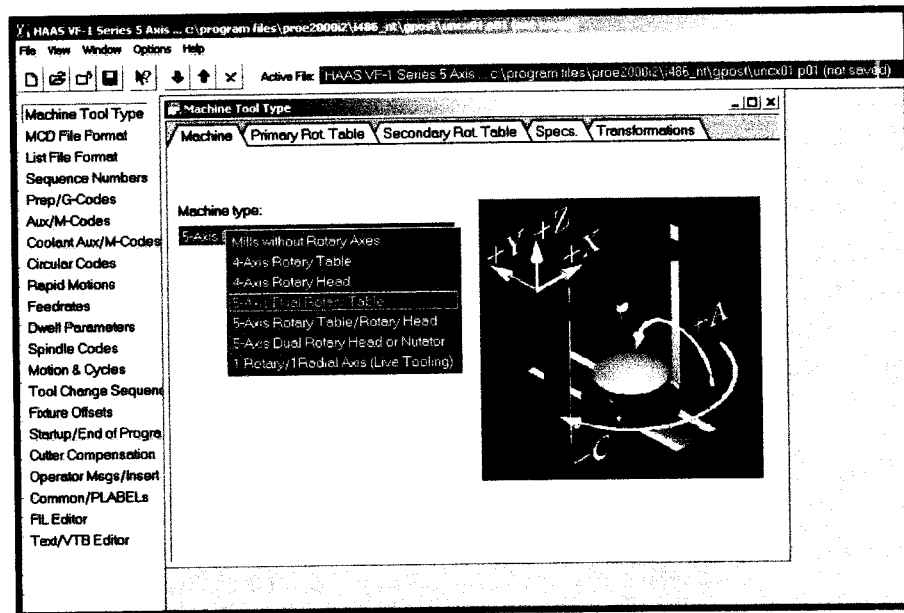 HAAS VF-1 Series 5 Axis ... c:\program files\proe2000i2\i486_nt\gpost\uncx01.p01
File View Window Options Help
Active File: HAAS VF-1 Series 5 Axis ... c:\program files\proe2000i2\i486_nt\gpost\uncx01.p01 (not saved)
Machine Tool Type
MCD File Format
List File Format
Sequence Numbers
Prep/G-Codes
Aux/M-Codes
Coolant Aux/M-Codes
Circular Codes
Rapid Motions
Feedrates
Dwell Parameters
Spindle Codes
Motion & Cycles
Tool Change Sequen
Fixture Offsets
Startup/End of Progra
Cutter Compensation
Operator Msgs/Insert
Common/PLABELs
FIL Editor
Text/VTB Editor
Machine Tool Type
Machine Primary Rot. Table Secondary Rot. Table Specs. Transformations
Machine type:
5-Axis
Mills without Rotary Axes
4-Axis Rotary Table
4-Axis Rotary Head
5-Axis Dual Rotary Table
5-Axis Rotary Table/Rotary Head
5-Axis Dual Rotary Head or Nutator
1 Rotary/1Radial Axis (Live Tooling)
+Y +Z +X
+A
-C